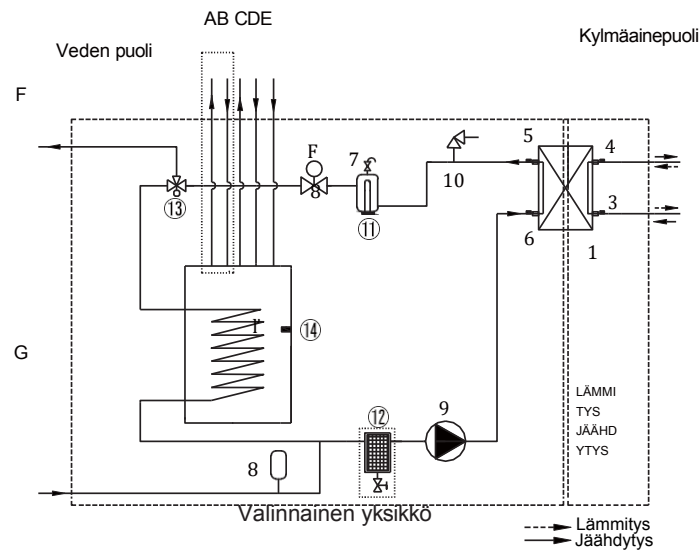 AB CDE
Veden puoli
Kylmäainepuoli
F
F
7
8
10
5
4
⑬
⑪
6
3
1
⑭
G
LÄMMI
TYS
JÄÄHD
YTYS
⑫
9
8
Valinnainen yksikkö
Lämmitys
Jäähdytys